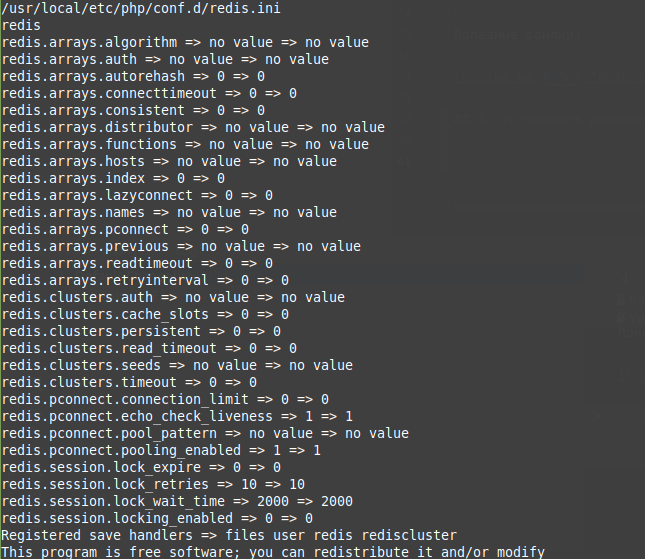 /usr/local/etc/php/conf.d/redis.ini
redis
redis.arrays.algorithm => no value => no value
redis.arrays.auth => no value => no value
redis.arrays.autorehash => 0 => 0
redis.arrays.connecttimeout => 0 => 0
redis.arrays.consistent => 0 => 0
redis.arrays.distributor => no value => no value
redis.arrays.functions => no value => no value
redis.arrays.hosts => no value => no value
redis.arrays.index => 0 => 0
redis.arrays.lazyconnect => 0 => 0
redis.arrays.names => no value => no value
redis.arrays.pconnect => 0 => 0
redis.arrays.previous => no value => no value
redis.arrays.readtimeout => 0 => 0
redis.arrays.retryinterval => 0 => 0
redis.clusters.auth => no value => no value
redis.clusters.cache_slots => 0 => 0
redis.clusters.persistent => 0 => 0
redis.clusters.read_timeout => 0 => 0
redis.clusters.seeds => no value => no value
redis.clusters.timeout => 0 => 0
redis.pconnect.connection_limit => 0 => 0
redis.pconnect.echo_check_liveness => 1 => 1
redis.pconnect.pool_pattern => no value => no value
redis.pconnect.pooling_enabled => 1 => 1
redis.session.lock_expire => 0 => 0
redis.session.lock_retries => 10 => 10
redis.session.lock_wait_time => 2000 => 2000
redis.session.locking_enabled => 0 => 0
Registered save handlers => files user redis rediscluster
This program is free software; you can redistribute it and/or modify